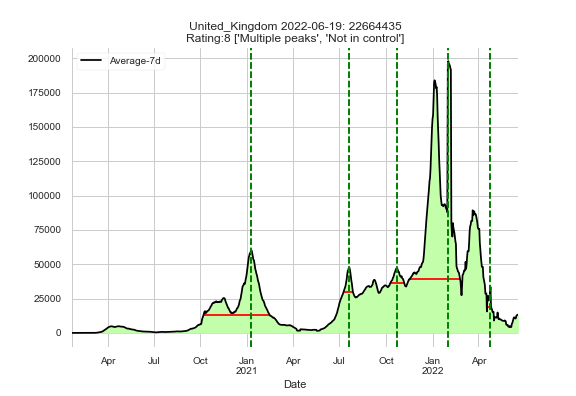 United_Kingdom 2022-06-19: 22664435
Rating:8 ['Multiple peaks', 'Not in control']
Average-7d
200000
175000
150000
125000
100000
75000
50000
25000
0
Apr Jul Oct Jan Apr Jul Oct Jan Apr
2021 2022
Date